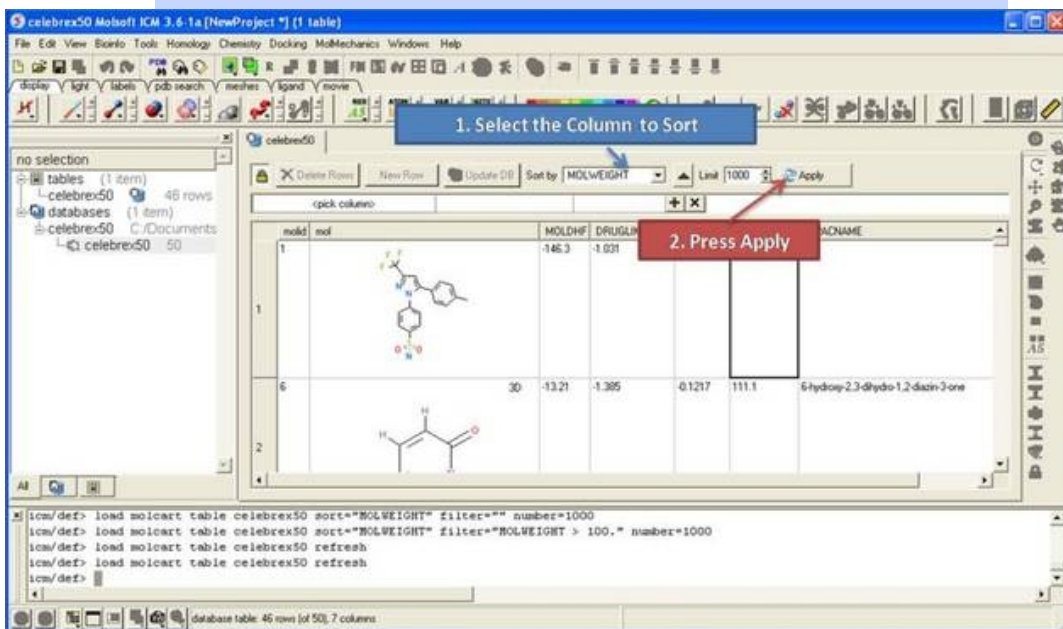 celebrex50 Molsoft ICM 3.6-1a [NewProject *] (1 table)
File Edit View Bioinfo Tools Homology Chemistry Docking MolMechanics Windows Help
display light labels pdb search meshes ligand movie
1. Select the Column to Sort
celebrex50
no selection
Delete Rows New Row Update DB Sort by MOLWEIGHT Limit 1000 Apply
tables (1 item)
celebrex50 46 rows
<pick column>
databases (1 item)
celebrex50 C:/Documents
celebrex50 50
2. Press Apply
molid mol MOLDHF
1 -146.3 -1.031
1
6 3D -13.21 -1.385 -0.1217 111.1 6-hydroxy-2,3-dihydro-1,2-diazin-3-one
2
All
icm/def> load molcart table celebrex50 sort="MOLWEIGHT" filter="" number=1000
icm/def> load molcart table celebrex50 sort="MOLWEIGHT" filter="MOLWEIGHT > 100." number=1000
icm/def> load molcart table celebrex50 refresh
icm/def> load molcart table celebrex50 refresh
icm/def>
database table: 46 rows (of 50), 7 columns